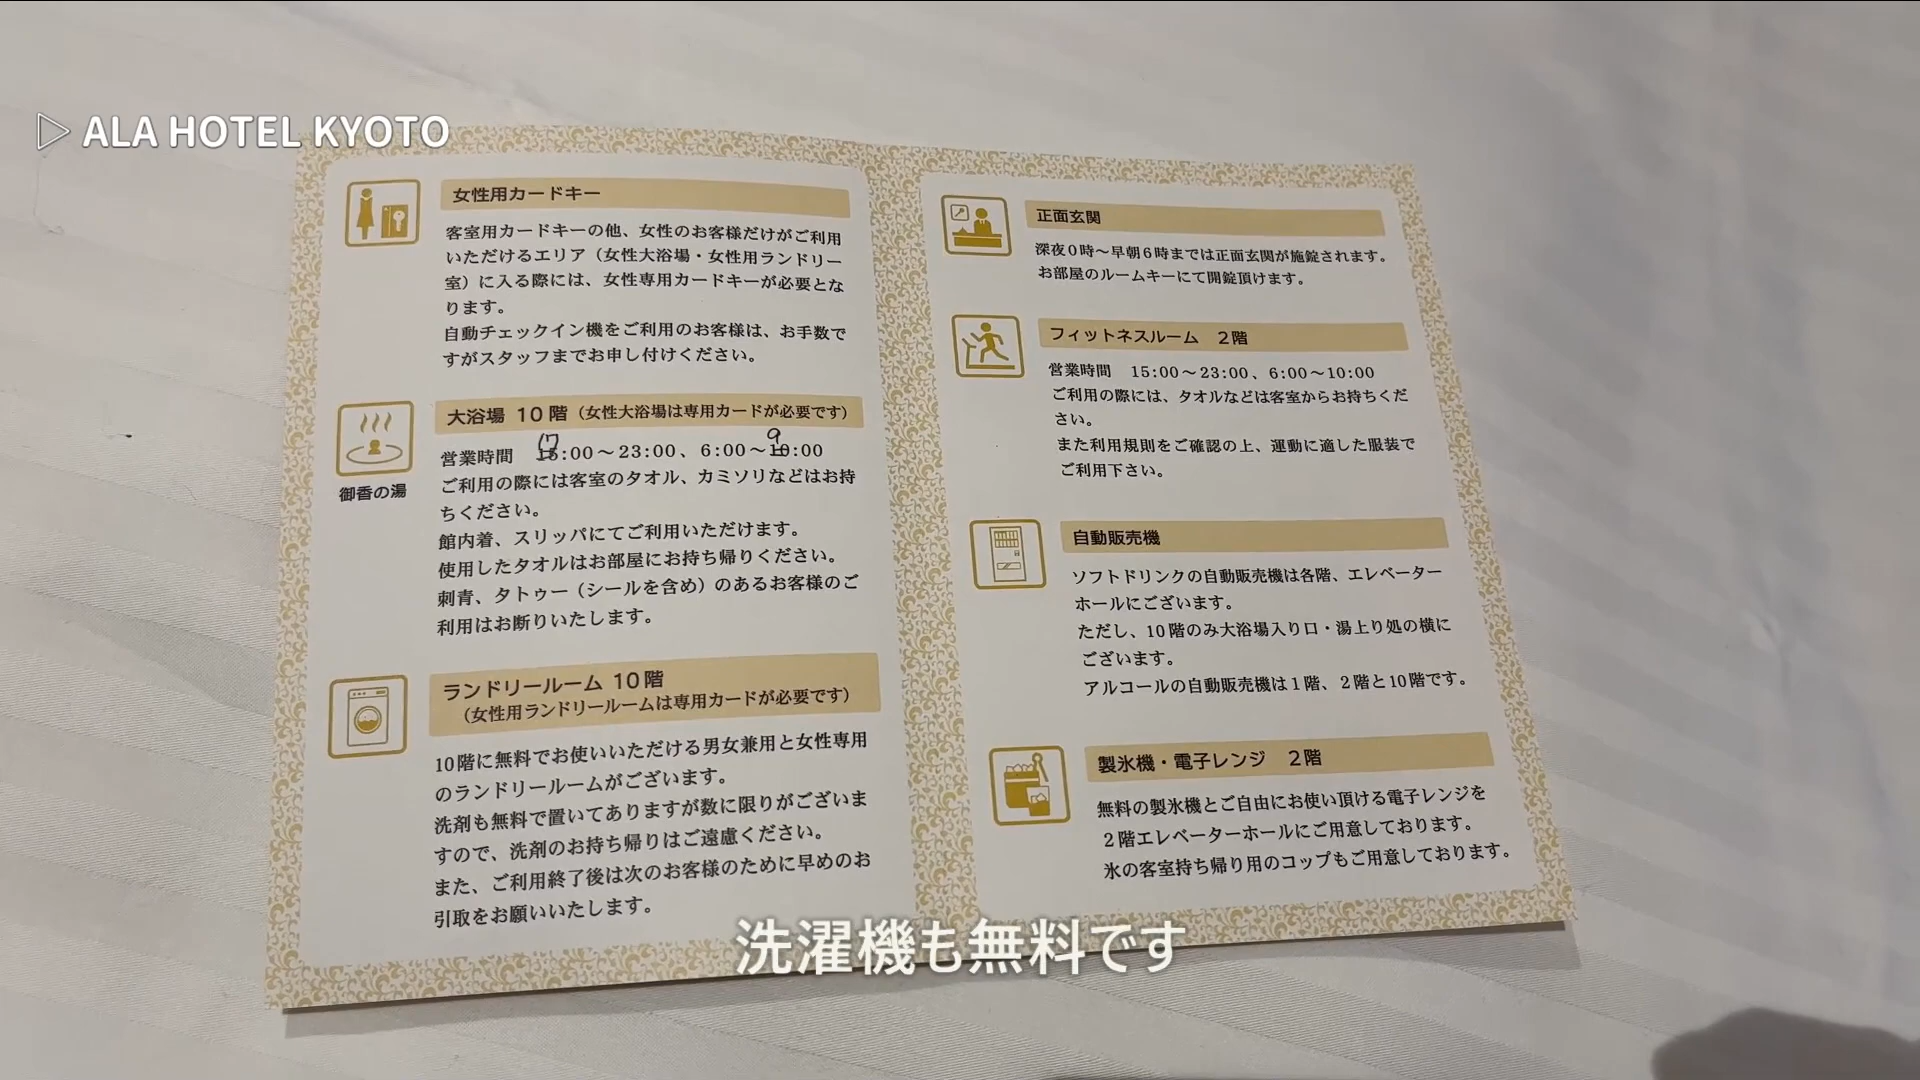 ALA HOTEL KYOTO
女性用カードキー
客室用カードキーの他、女性のお客様だけがご利用
いただけるエリア（女性大浴場・女性用ランドリー
室）に入る際には、女性専用カードキーが必要とな
ります。
自動チェックイン機をご利用のお客様は、お手数で
すがスタッフまでお申し付けください。
大浴場 10階（女性大浴場は専用カードが必要です）
御香の湯
17 9
営業時間 15:00～23:00、6:00～10:00
ご利用の際には客室のタオル、カミソリなどはお持
ちください。
館内着、スリッパにてご利用いただけます。
使用したタオルはお部屋にお持ち帰りください。
刺青、タトゥー（シールを含め）のあるお客様のご
利用はお断りいたします。
ランドリールーム 10階
（女性用ランドリールームは専用カードが必要です）
10階に無料でお使いいただける男女兼用と女性専用
のランドリールームがございます。
洗剤も無料で置いてありますが数に限りがございま
すので、洗剤のお持ち帰りはご遠慮ください。
また、ご利用終了後は次のお客様のために早めのお
引取をお願いいたします。
正面玄関
深夜0時～早朝6時までは正面玄関が施錠されます。
お部屋のルームキーにて開錠頂けます。
フィットネスルーム 2階
営業時間 15:00～23:00、6:00～10:00
ご利用の際には、タオルなどは客室からお持ちくだ
さい。
また利用規則をご確認の上、運動に適した服装で
ご利用下さい。
自動販売機
ソフトドリンクの自動販売機は各階、エレベーター
ホールにございます。
ただし、10階のみ大浴場入り口・湯上り処の横に
ございます。
アルコールの自動販売機は1階、2階と10階です。
製氷機・電子レンジ 2階
無料の製氷機とご自由にお使い頂ける電子レンジを
2階エレベーターホールにご用意しております。
氷の客室持ち帰り用のコップもご用意しております。
洗濯機も無料です